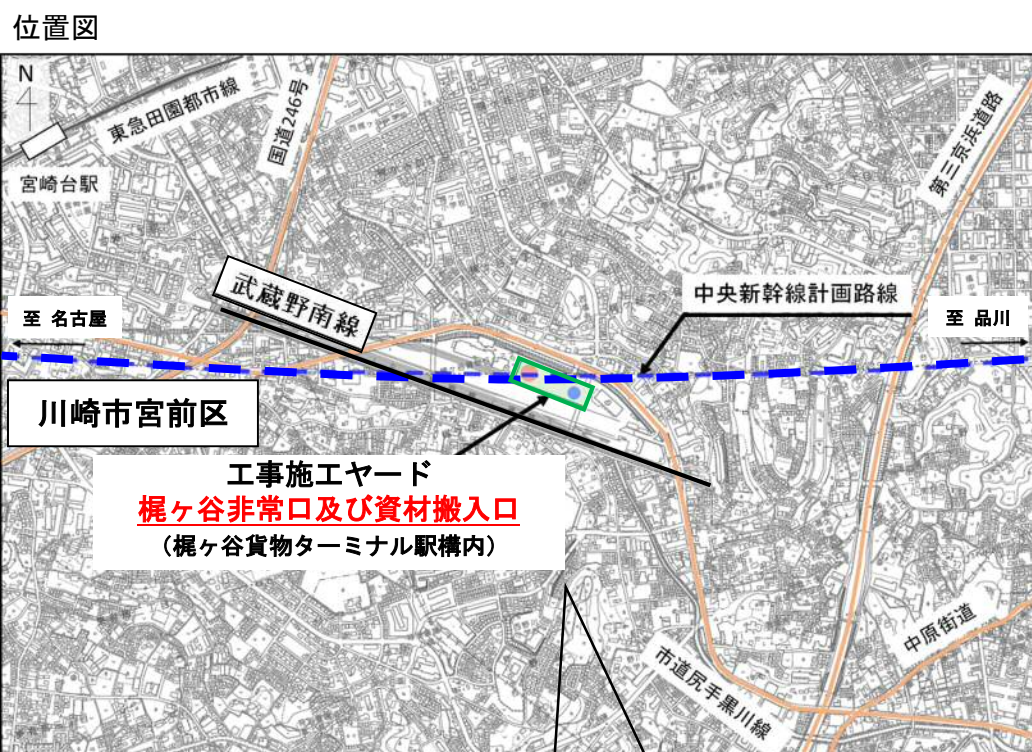 位置図
N
東急田園都市線
国道246号
第三京浜道路
宮崎台駅
武蔵野南線
中央新幹線計画路線
至 名古屋
至 品川
川崎市宮前区
工事施工ヤード
梶ヶ谷非常口及び資材搬入口
（梶ヶ谷貨物ターミナル駅構内）
中原街道
市道尻手黒川線